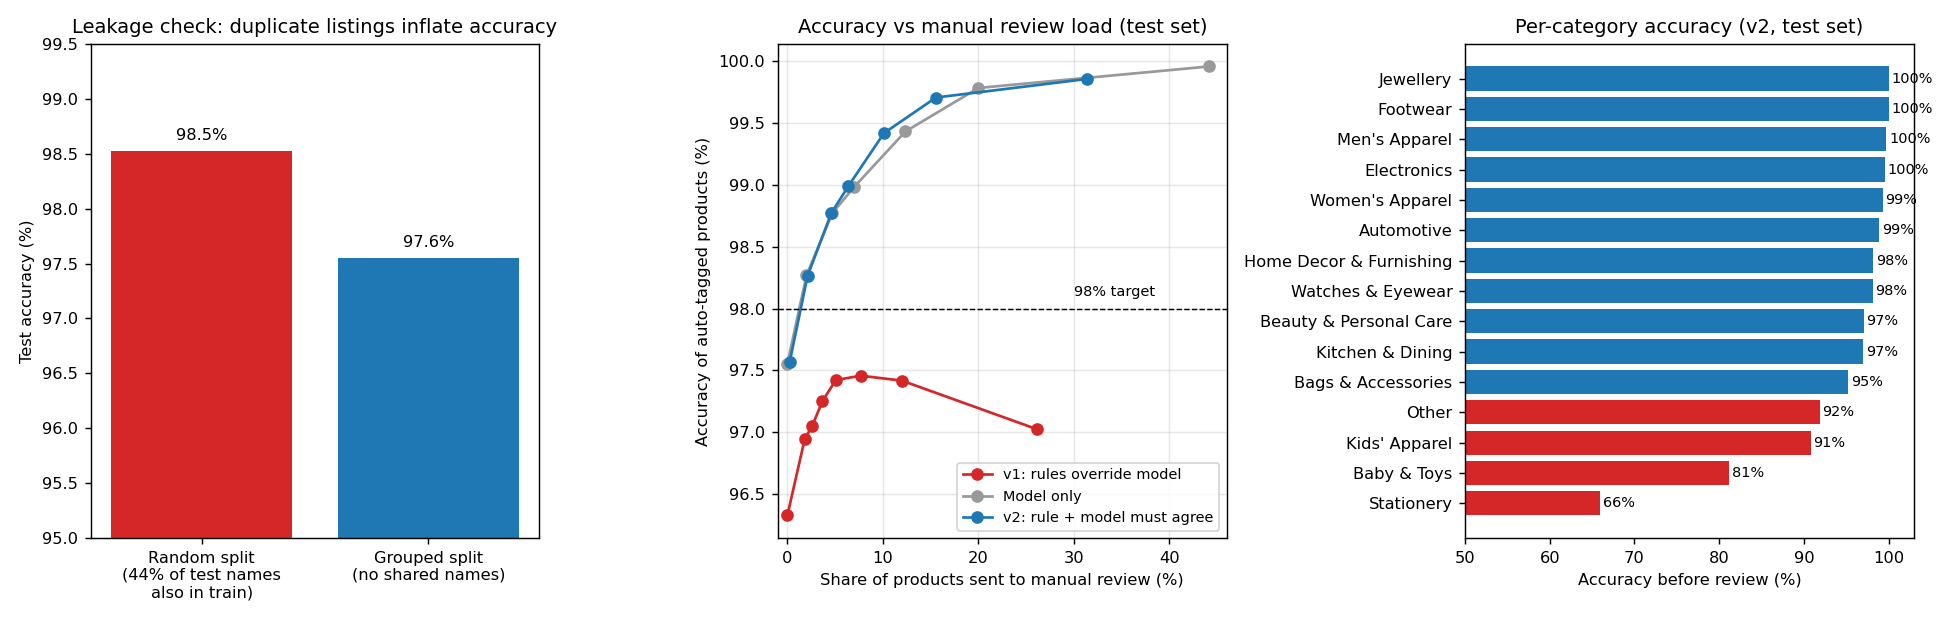 Leakage check: duplicate listings inflate accuracy
99.5
99.0
98.5
98.0
97.5
97.0
96.5
96.0
95.5
95.0
Test accuracy (%)
98.5%
97.6%
Random split
(44% of test names
also in train)
Grouped split
(no shared names)
Accuracy vs manual review load (test set)
100.0
99.5
99.0
98.5
98.0
97.5
97.0
96.5
Accuracy of auto-tagged products (%)
98% target
v1: rules override model
Model only
v2: rule + model must agree
0 10 20 30 40
Share of products sent to manual review (%)
Per-category accuracy (v2, test set)
Jewellery 100%
Footwear 100%
Men's Apparel 100%
Electronics 100%
Women's Apparel 99%
Automotive 99%
Home Decor & Furnishing 98%
Watches & Eyewear 98%
Beauty & Personal Care 97%
Kitchen & Dining 97%
Bags & Accessories 95%
Other 92%
Kids' Apparel 91%
Baby & Toys 81%
Stationery 66%
50 60 70 80 90 100
Accuracy before review (%)